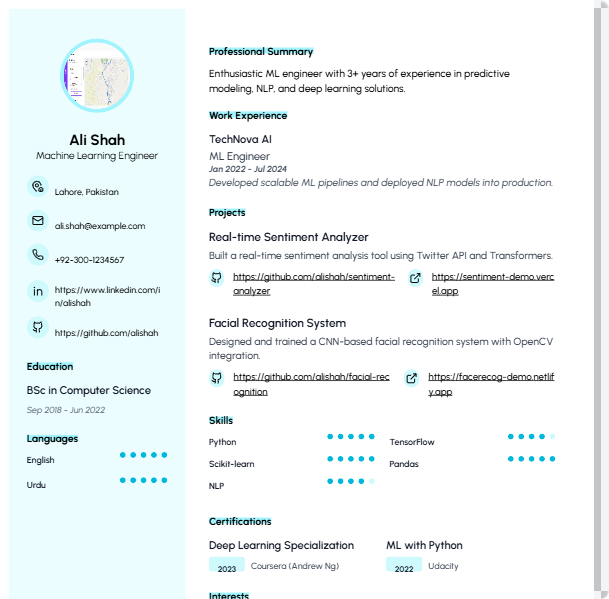 Ali Shah
Machine Learning Engineer
Lahore, Pakistan
ali.shah@example.com
+92-300-1234567
https://www.linkedin.com/i
n/alishah
https://github.com/alishah
Education
BSc in Computer Science
Sep 2018 - Jun 2022
Languages
English
Urdu
Professional Summary
Enthusiastic ML engineer with 3+ years of experience in predictive
modeling, NLP, and deep learning solutions.
Work Experience
TechNova AI
ML Engineer
Jan 2022 - Jul 2024
Developed scalable ML pipelines and deployed NLP models into production.
Projects
Real-time Sentiment Analyzer
Built a real-time sentiment analysis tool using Twitter API and Transformers.
https://github.com/alishah/sentiment-
analyzer
https://sentiment-demo.verc
el.app
Facial Recognition System
Designed and trained a CNN-based facial recognition system with OpenCV
integration.
https://github.com/alishah/facial-rec
ognition
https://facerecog-demo.netlif
y.app
Skills
Python
TensorFlow
Scikit-learn
Pandas
NLP
Certifications
Deep Learning Specialization
2023 Coursera (Andrew Ng)
ML with Python
2022 Udacity
Interests